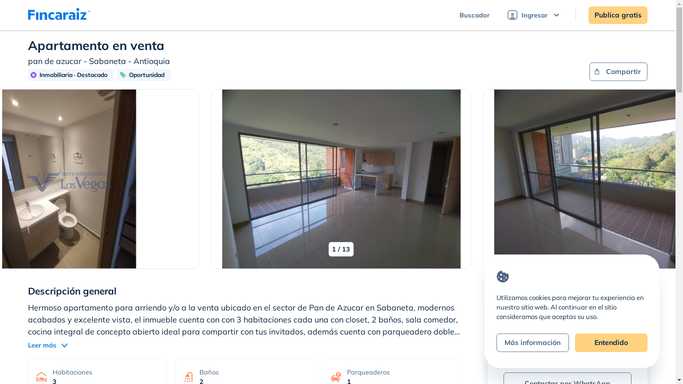 Fincaraiz
Buscador
Ingresar
Publica gratis
Apartamento en venta
pan de azucar - Sabaneta - Antioquia
Inmobiliaria · Destacado
Oportunidad
Compartir
Las Vegas
1 / 13
Descripción general
Hermoso apartamento para arriendo y/o a la venta ubicado en el sector de Pan de Azucar en Sabaneta, modernos
acabados y excelente vista, el inmueble cuenta con con 3 habitaciones cada una con closet, 2 baños, sala comedor,
cocina integral de concepto abierto ideal para compartir con tus invitados, además cuenta con parqueadero doble...
Leer más
Habitaciones
3
Baños
2
Parqueaderos
1
Utilizamos cookies para mejorar tu experiencia en
nuestro sitio web. Al continuar en el sitio
consideramos que aceptas su uso.
Más información
Entendido
Contactar por WhatsApp